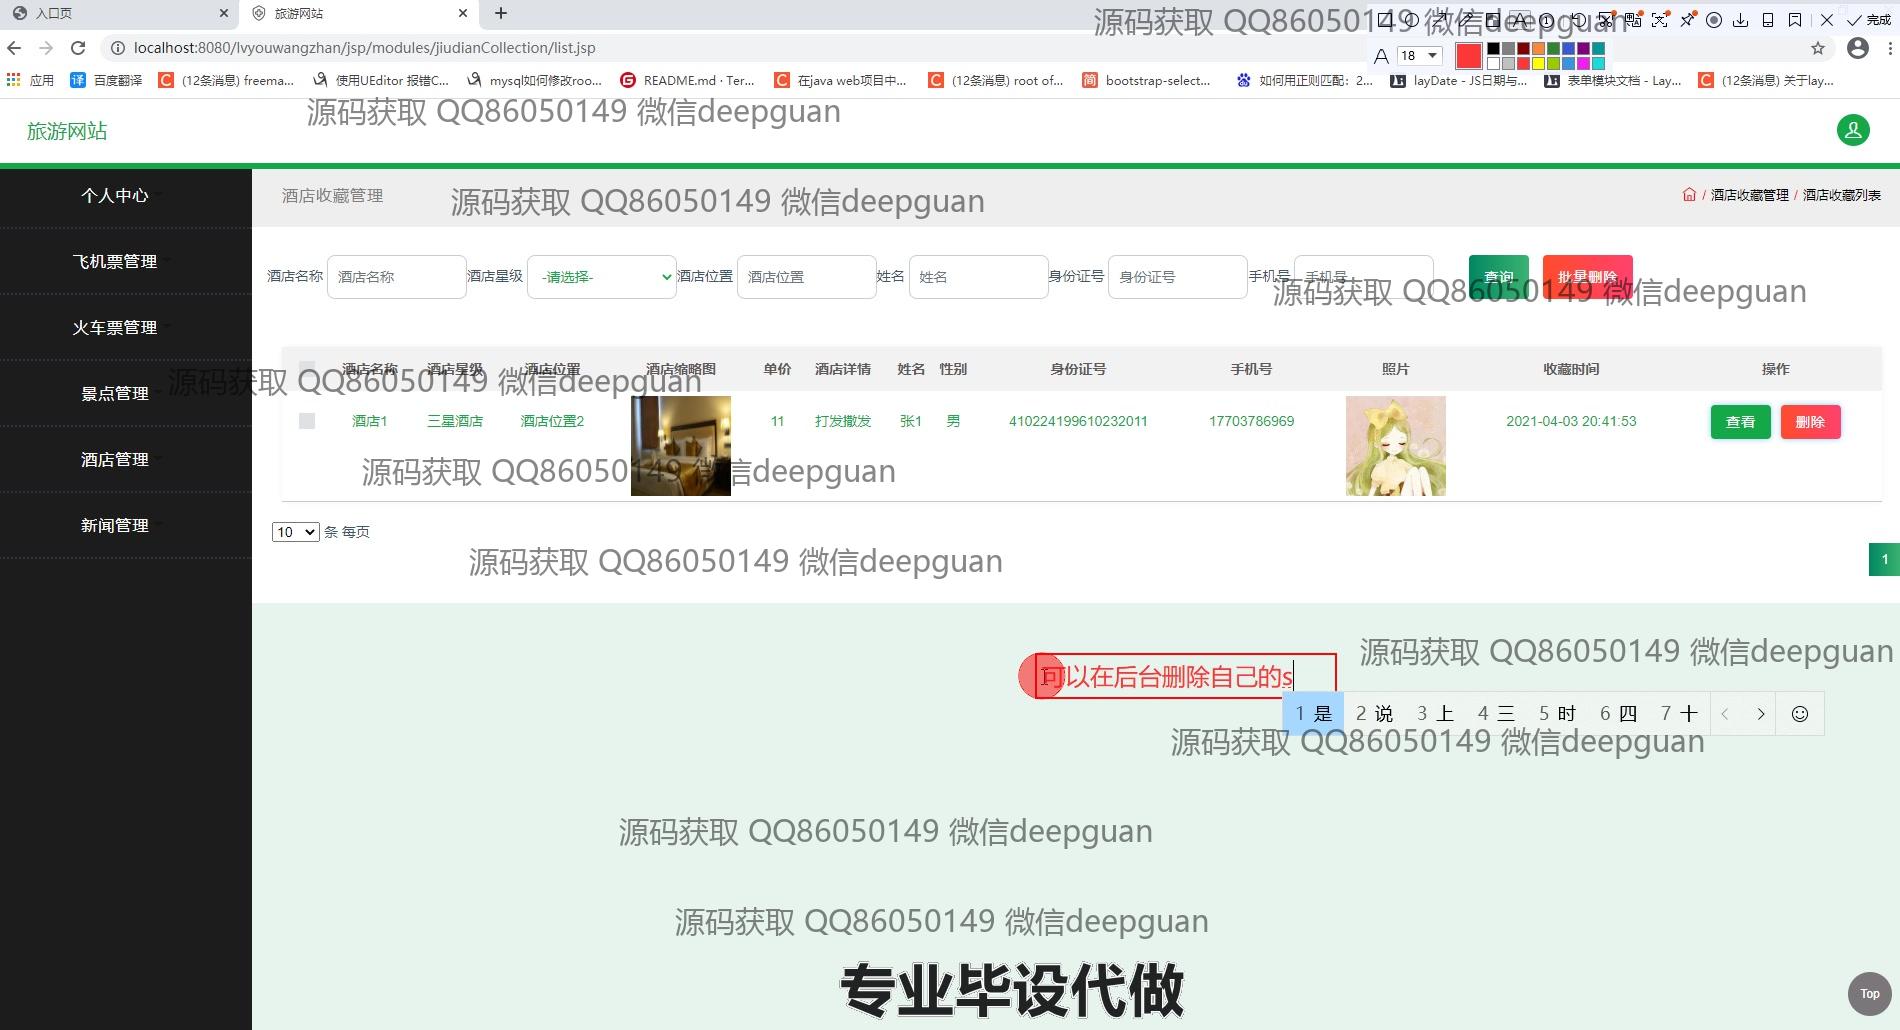 入口页
旅游网站
localhost:8080/lvyouwangzhan/jsp/modules/jiudianCollection/list.jsp
源码获取 QQ86050149 微信deepguan
完成
18
应用
百度翻译
(12条消息) freema...
使用UEditor 报错C...
mysql如何修改roo...
README.md · Ter...
在java web项目中...
(12条消息) root of...
bootstrap-select...
如何用正则匹配：2...
layDate - JS日期与...
表单模块文档 - Lay...
(12条消息) 关于lay...
源码获取 QQ86050149 微信deepguan
旅游网站
个人中心
飞机票管理
火车票管理
景点管理
酒店管理
新闻管理
酒店收藏管理
源码获取 QQ86050149 微信deepguan
/ 酒店收藏管理 / 酒店收藏列表
酒店名称 酒店名称 酒店星级 -请选择- 酒店位置 酒店位置 姓名 姓名 身份证号 身份证号 手机号 手机号 查询 批量删除
源码获取 QQ86050149 微信deepguan
酒店名称 酒店星级 酒店位置 酒店缩略图 单价 酒店详情 姓名 性别 身份证号 手机号 照片 收藏时间 操作
源码获取 QQ86050149 微信deepguan
酒店1 三星酒店 酒店位置2 11 打发撒发 张1 男 410224199610232011 17703786969 2021-04-03 20:41:53 查看 删除
源码获取 QQ86050149 微信deepguan
10 条 每页
源码获取 QQ86050149 微信deepguan
1
源码获取 QQ86050149 微信deepguan
可以在后台删除自己的s
1 是 2 说 3 上 4 三 5 时 6 四 7 十
源码获取 QQ86050149 微信deepguan
源码获取 QQ86050149 微信deepguan
源码获取 QQ86050149 微信deepguan
专业毕设代做
Top